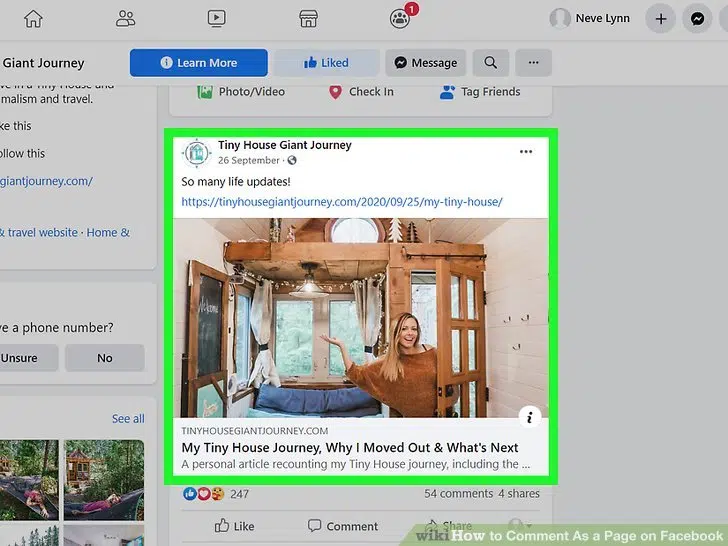 1
Neve Lynn
Giant Journey
Learn More
Liked
Message
...
ve in a Tiny House and
malism and travel.
Photo/Video
Check In
Tag Friends
ke this
ollow this
giantjourney.com/
& travel website · Home &
Tiny House Giant Journey
26 September ·
...
So many life updates!
https://tinyhousegiantjourney.com/2020/09/25/my-tiny-house/
Welcome
TINYHOUSEGIANTJOURNEY.COM
My Tiny House Journey, Why I Moved Out & What's Next
A personal article recounting my Tiny House journey, including the ...
ve a phone number?
Unsure
No
See all
247
54 comments 4 shares
Like
Comment
Share
wikiHow to Comment As a Page on Facebook